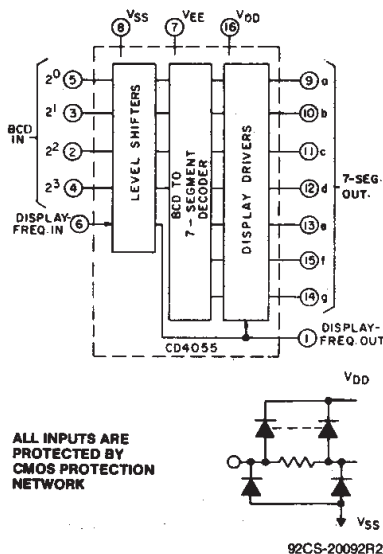 8 VSS 7 VEE 16 VDD
2⁰ 5
2¹ 3
2² 2
2³ 4
BCD IN
DISPLAY-FREQ. IN 6
LEVEL SHIFTERS
BCD TO
7-SEGMENT
DECODER
DISPLAY DRIVERS
9 a
10 b
11 c
12 d
13 e
15 f
14 g
7-SEG.
OUT.
1 DISPLAY-
FREQ. OUT
CD4055
ALL INPUTS ARE
PROTECTED BY
CMOS PROTECTION
NETWORK
VDD
VSS
92CS-20092R2